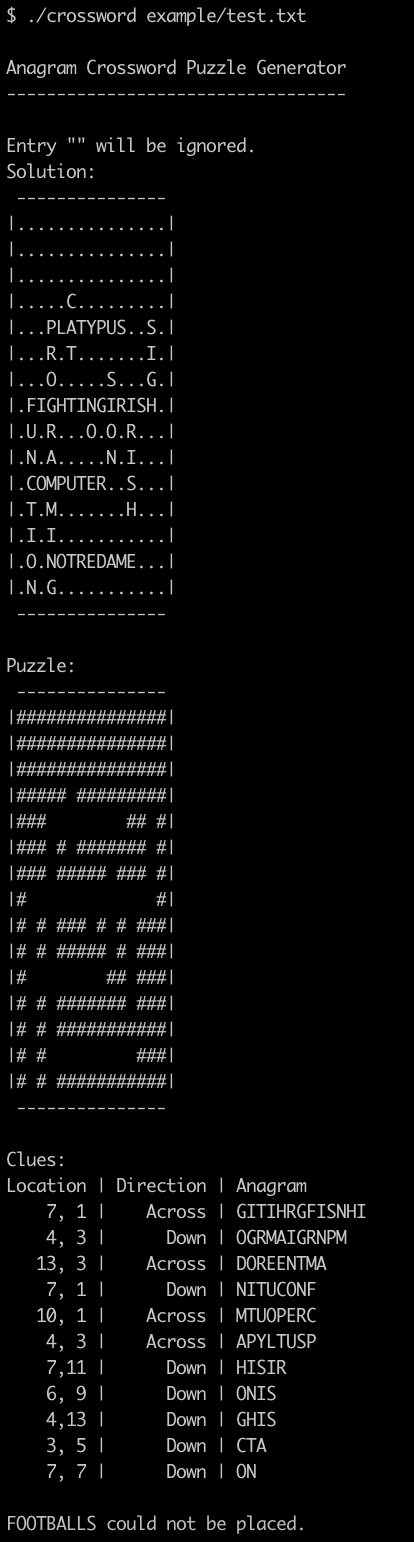 $ ./crossword example/test.txt

Anagram Crossword Puzzle Generator
----------------------------------

Entry "" will be ignored.
Solution:
 ---------------
|...............|
|...............|
|...............|
|.....C.........|
|...PLATYPUS..S.|
|...R.T.......I.|
|...O.....S...G.|
|.FIGHTINGIRISH.|
|.U.R...O.O.R...|
|.N.A.....N.I...|
|.COMPUTER..S...|
|.T.M.......H...|
|.I.I...........|
|.O.NOTREDAME...|
|.N.G...........|
 ---------------

Puzzle:
 ---------------
|###############|
|###############|
|###############|
|##### #########|
|###        ## #|
|### # ####### #|
|### ##### ### #|
|#             #|
|# # ### # # ###|
|# # ##### # ###|
|#        ## ###|
|# # ####### ###|
|# # ###########|
|# #         ###|
|# # ###########|
 ---------------

Clues:
Location | Direction | Anagram
    7, 1 |    Across | GITIHRGFISNHI
    4, 3 |      Down | OGRMAIGRNPM
   13, 3 |    Across | DOREENTMA
    7, 1 |      Down | NITUCONF
   10, 1 |    Across | MTUOPERC
    4, 3 |    Across | APYLTUSP
    7,11 |      Down | HISIR
    6, 9 |      Down | ONIS
    4,13 |      Down | GHIS
    3, 5 |      Down | CTA
    7, 7 |      Down | ON

FOOTBALLS could not be placed.